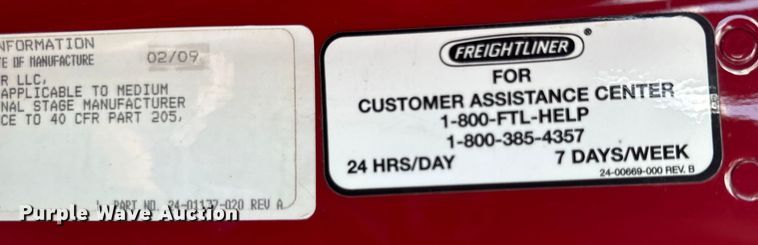 NFORMATION
TE OF MANUFACTURE 02/09
R LLC,
APPLICABLE TO MEDIUM
NAL STAGE MANUFACTURER
CE TO 40 CFR PART 205,
PART NO. 24-01137-020 REV A
FREIGHTLINER®
FOR
CUSTOMER ASSISTANCE CENTER
1-800-FTL-HELP
1-800-385-4357
24 HRS/DAY 7 DAYS/WEEK
24-00669-000 REV. B
Purple Wave Auction